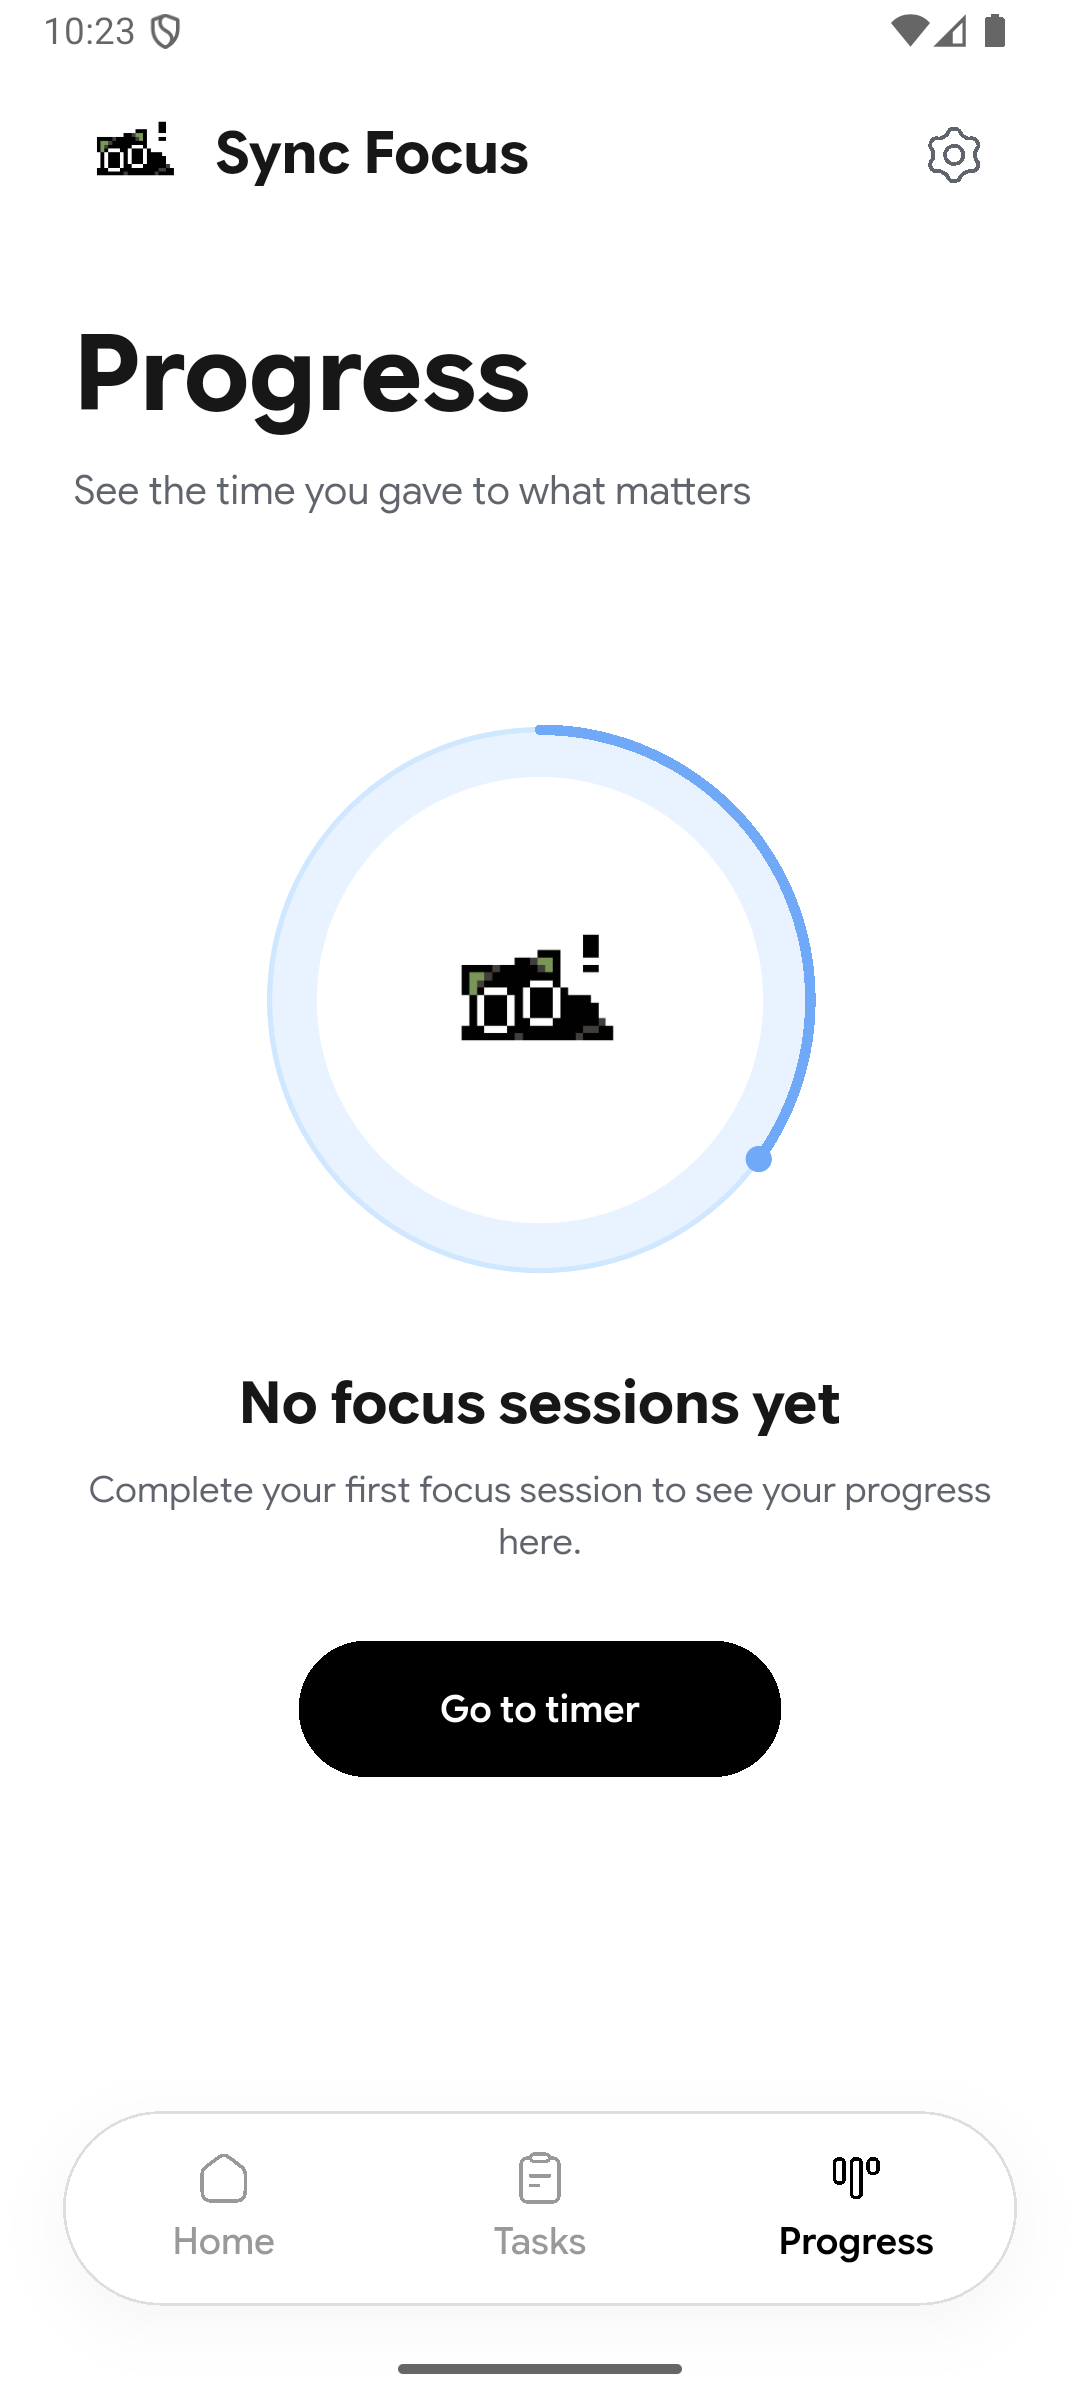 10:23
Sync Focus
Progress
See the time you gave to what matters
No focus sessions yet
Complete your first focus session to see your progress
here.
Go to timer
Home
Tasks
Progress